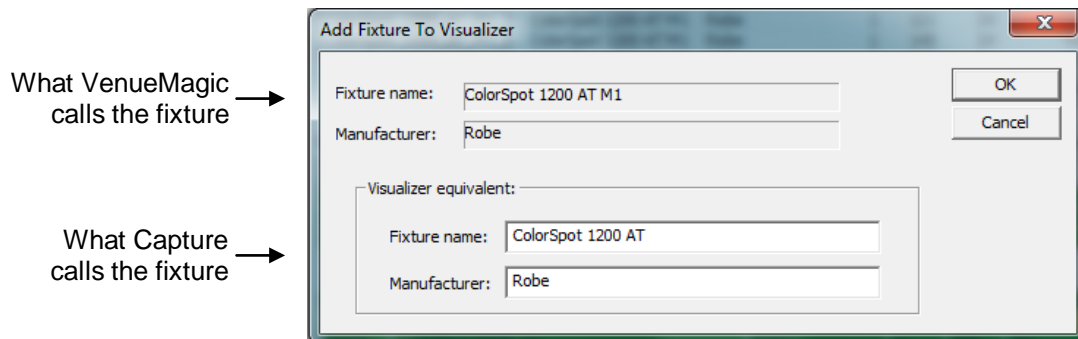 Add Fixture To Visualizer
What VenueMagic
calls the fixture
Fixture name: ColorSpot 1200 AT M1
OK
Manufacturer: Robe
Cancel
Visualizer equivalent:
What Capture
calls the fixture
Fixture name: ColorSpot 1200 AT
Manufacturer: Robe